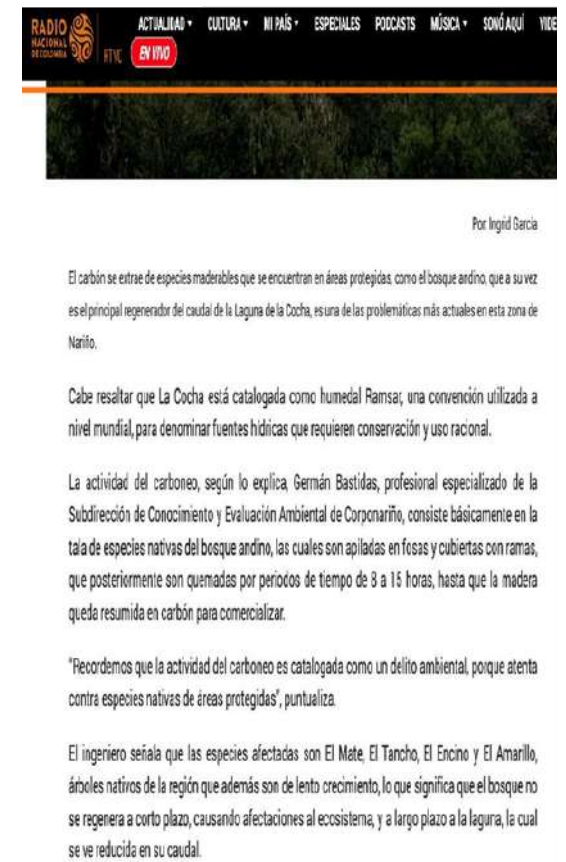 RADIO
NACIONAL
DE COLOMBIA
RTVC
ACTUALIDAD
CULTURA
MI PAÍS
ESPECIALES
PODCASTS
MÚSICA
SONÓ AQUÍ
VIDE
EN VIVO
Por: Ingrid García
El carbón se extrae de especies maderables que se encuentran en áreas protegidas, como el bosque andino, que a su vez
es el principal regenerador del caudal de la Laguna de la Cocha, es una de las problemáticas más actuales en esta zona de
Nariño.
Cabe resaltar que La Cocha está catalogada como humedal Ramsar, una convención utilizada a
nivel mundial, para denominar fuentes hídricas que requieren conservación y uso racional.
La actividad del carboneo, según lo explica, Germán Bastidas, profesional especializado de la
Subdirección de Conocimiento y Evaluación Ambiental de Corponariño, consiste básicamente en la
tala de especies nativas del bosque andino, las cuales son apiladas en fosas y cubiertas con ramas,
que posteriormente son quemadas por periodos de tiempo de 8 a 15 horas, hasta que la madera
queda resumida en carbón para comercializar.
"Recordemos que la actividad del carboneo es catalogada como un delito ambiental, porque atenta
contra especies nativas de áreas protegidas", puntualiza.
El ingeniero señala que las especies afectadas son El Mate, El Tancho, El Encino y El Amarillo,
árboles nativos de la región que además son de lento crecimiento, lo que significa que el bosque no
se regenera a corto plazo, causando afectaciones al ecosistema, y a largo plazo a la laguna, la cual
se ve reducida en su caudal.